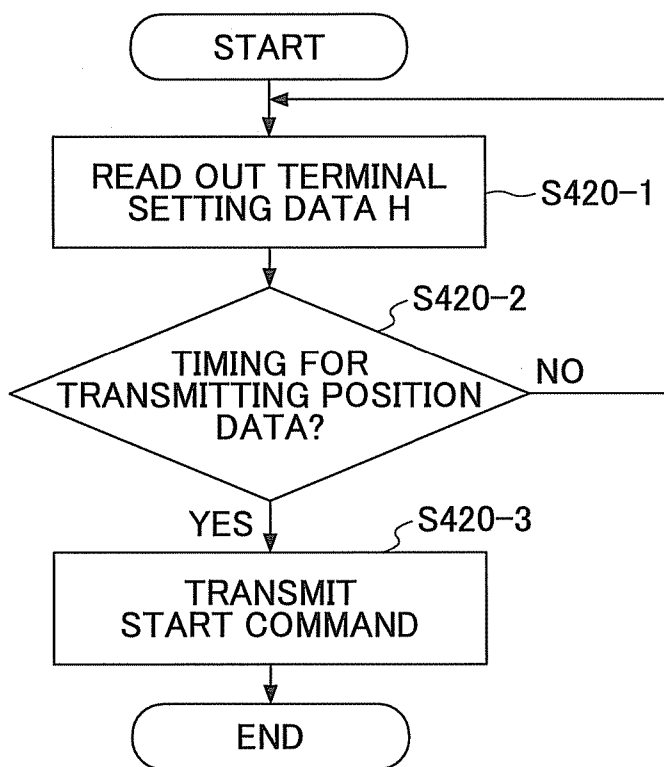 START
READ OUT TERMINAL
SETTING DATA H
S420-1
S420-2
TIMING FOR
TRANSMITTING POSITION
DATA?
NO
YES
S420-3
TRANSMIT
START COMMAND
END